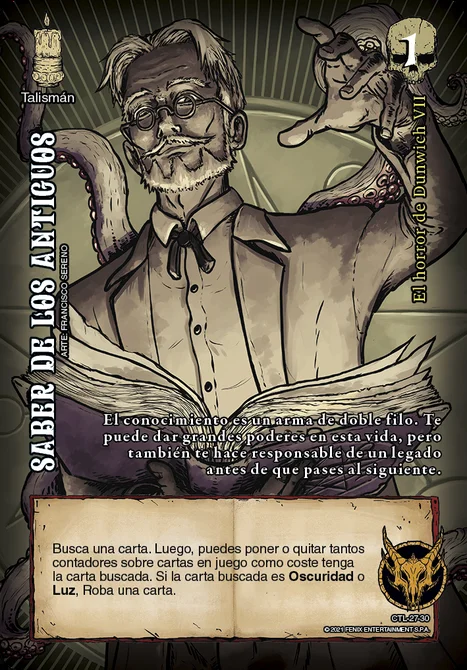 1
Talismán
SABER DE LOS ANTIGUOS
ARTE: FRANCISCO SERENO
El horror de Dunwich VII
El conocimiento es un arma de doble filo. Te
puede dar grandes poderes en esta vida, pero
también te hace responsable de un legado
antes de que pases al siguiente.
Busca una carta. Luego, puedes poner o quitar tantos
contadores sobre cartas en juego como coste tenga
la carta buscada. Si la carta buscada es Oscuridad o
Luz, Roba una carta.
CTL-27-30
©2021 FENIX ENTERTAINMENT S.P.A.